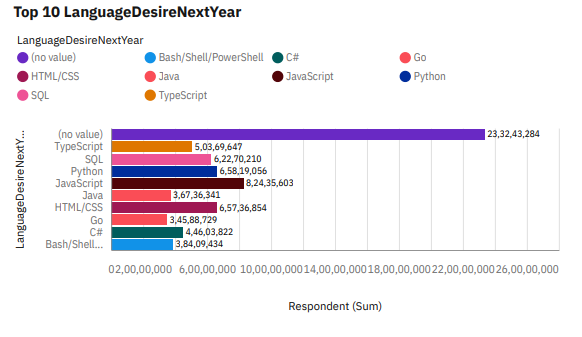 Top 10 LanguageDesireNextYear
LanguageDesireNextYear
(no value) Bash/Shell/PowerShell C# Go
HTML/CSS Java JavaScript Python
SQL TypeScript
LanguageDesireNextY...
(no value) 23,32,43,284
TypeScript 5,03,69,647
SQL 6,22,70,210
Python 6,58,19,056
JavaScript 8,24,35,603
Java 3,67,36,341
HTML/CSS 6,57,36,854
Go 3,45,88,729
C# 4,46,03,822
Bash/Shell... 3,84,09,434
0 2,00,00,000 6,00,00,000 10,00,00,000 14,00,00,000 18,00,00,000 22,00,00,000 26,00,00,000
Respondent (Sum)